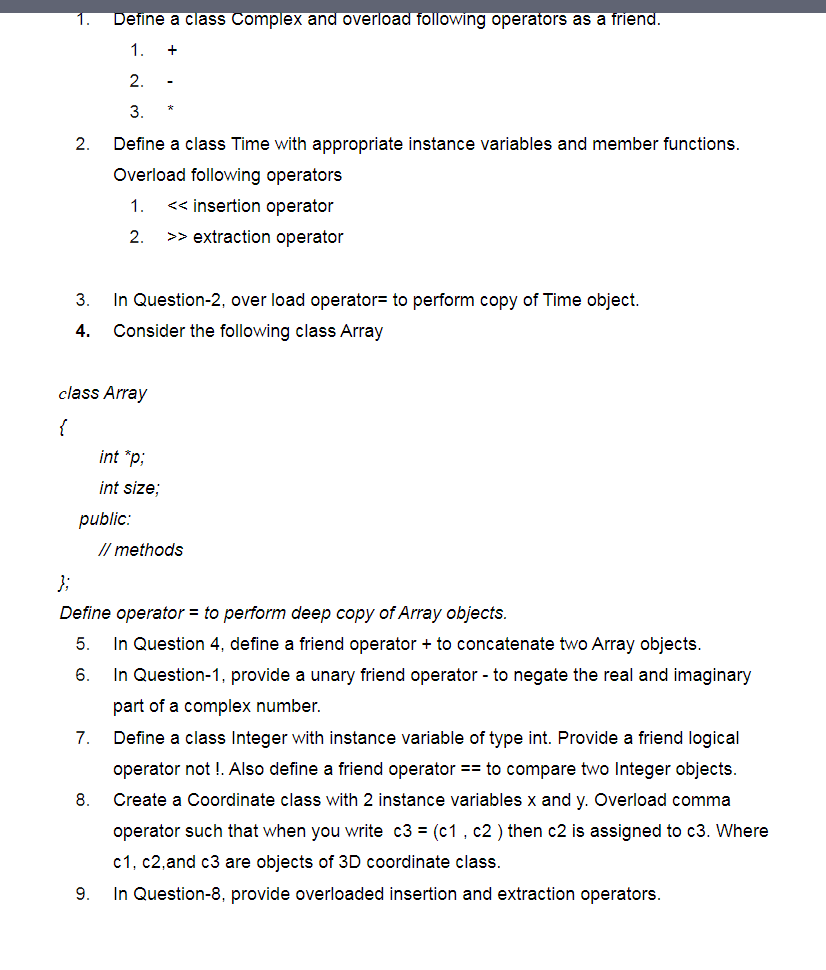 1. Define a class Complex and overload following operators as a friend.
1. +
2. -
3. *
2. Define a class Time with appropriate instance variables and member functions.
Overload following operators
1. << insertion operator
2. >> extraction operator
3. In Question-2, over load operator= to perform copy of Time object.
4. Consider the following class Array
class Array
{
int *p;
int size;
public:
// methods
};
Define operator = to perform deep copy of Array objects.
5. In Question 4, define a friend operator + to concatenate two Array objects.
6. In Question-1, provide a unary friend operator - to negate the real and imaginary
part of a complex number.
7. Define a class Integer with instance variable of type int. Provide a friend logical
operator not !. Also define a friend operator == to compare two Integer objects.
8. Create a Coordinate class with 2 instance variables x and y. Overload comma
operator such that when you write c3 = (c1 , c2 ) then c2 is assigned to c3. Where
c1, c2,and c3 are objects of 3D coordinate class.
9. In Question-8, provide overloaded insertion and extraction operators.